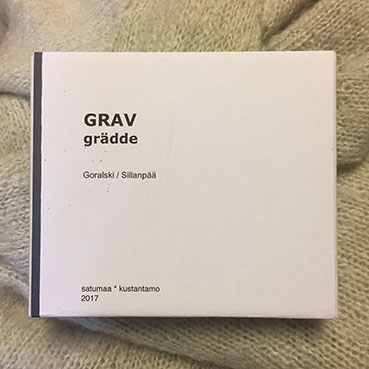 GRAV
grädde
Goralski / Sillanpää
satumaa * kustantamo
2017